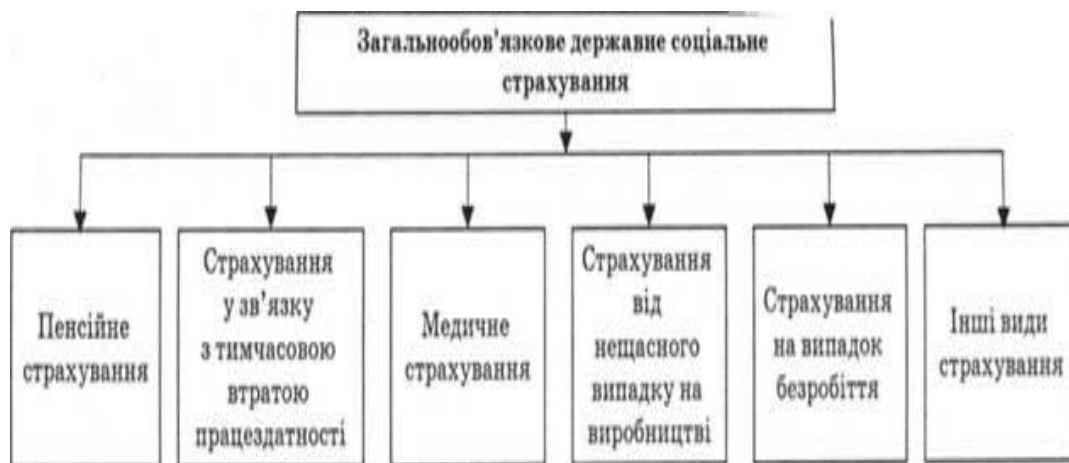 Загальнообов’язкове державне соціальне
страхування
Пенсійне
страхування
Страхування
у зв’язку
з тимчасовою
втратою
працездатності
Медичне
страхування
Страхування
від
нещасного
випадку на
виробництві
Страхування
на випадок
безробіття
Інші види
страхування